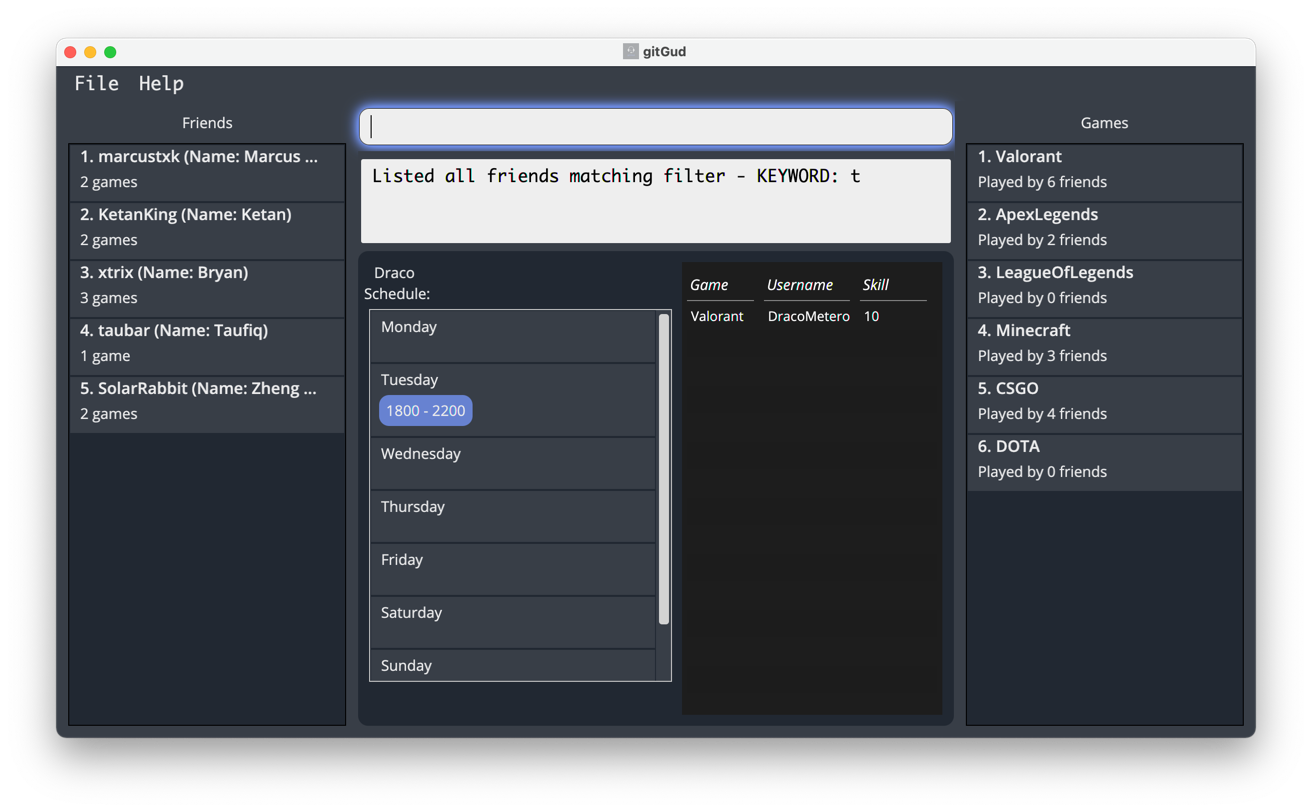 gitGud
File Help
Friends
1. marcustxk (Name: Marcus ...
2 games
2. KetanKing (Name: Ketan)
2 games
3. xtrix (Name: Bryan)
3 games
4. taubar (Name: Taufiq)
1 game
5. SolarRabbit (Name: Zheng ...
2 games
Listed all friends matching filter - KEYWORD: t
Draco
Schedule:
Monday
Tuesday
1800 - 2200
Wednesday
Thursday
Friday
Saturday
Sunday
Game Username Skill
Valorant DracoMetero 10
Games
1. Valorant
Played by 6 friends
2. ApexLegends
Played by 2 friends
3. LeagueOfLegends
Played by 0 friends
4. Minecraft
Played by 3 friends
5. CSGO
Played by 4 friends
6. DOTA
Played by 0 friends